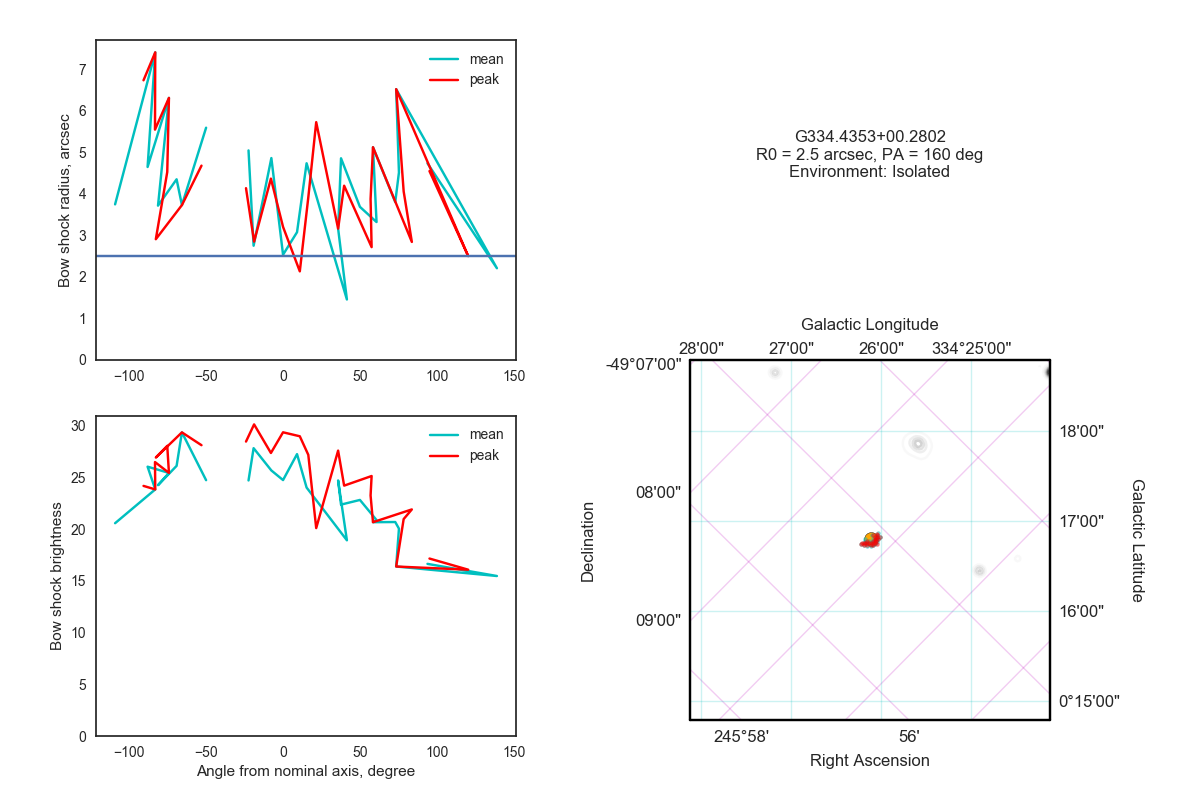 7
6
5
4
3
2
1
0
Bow shock radius, arcsec
mean
peak
−100 −50 0 50 100 150
30
25
20
15
10
5
0
Bow shock brightness
mean
peak
−100 −50 0 50 100 150
Angle from nominal axis, degree
G334.4353+00.2802
R0 = 2.5 arcsec, PA = 160 deg
Environment: Isolated
Galactic Longitude
28'00" 27'00" 26'00" 334°25'00"
-49°07'00"
08'00"
09'00"
Declination
18'00"
17'00"
16'00"
0°15'00"
Galactic Latitude
245°58' 56'
Right Ascension